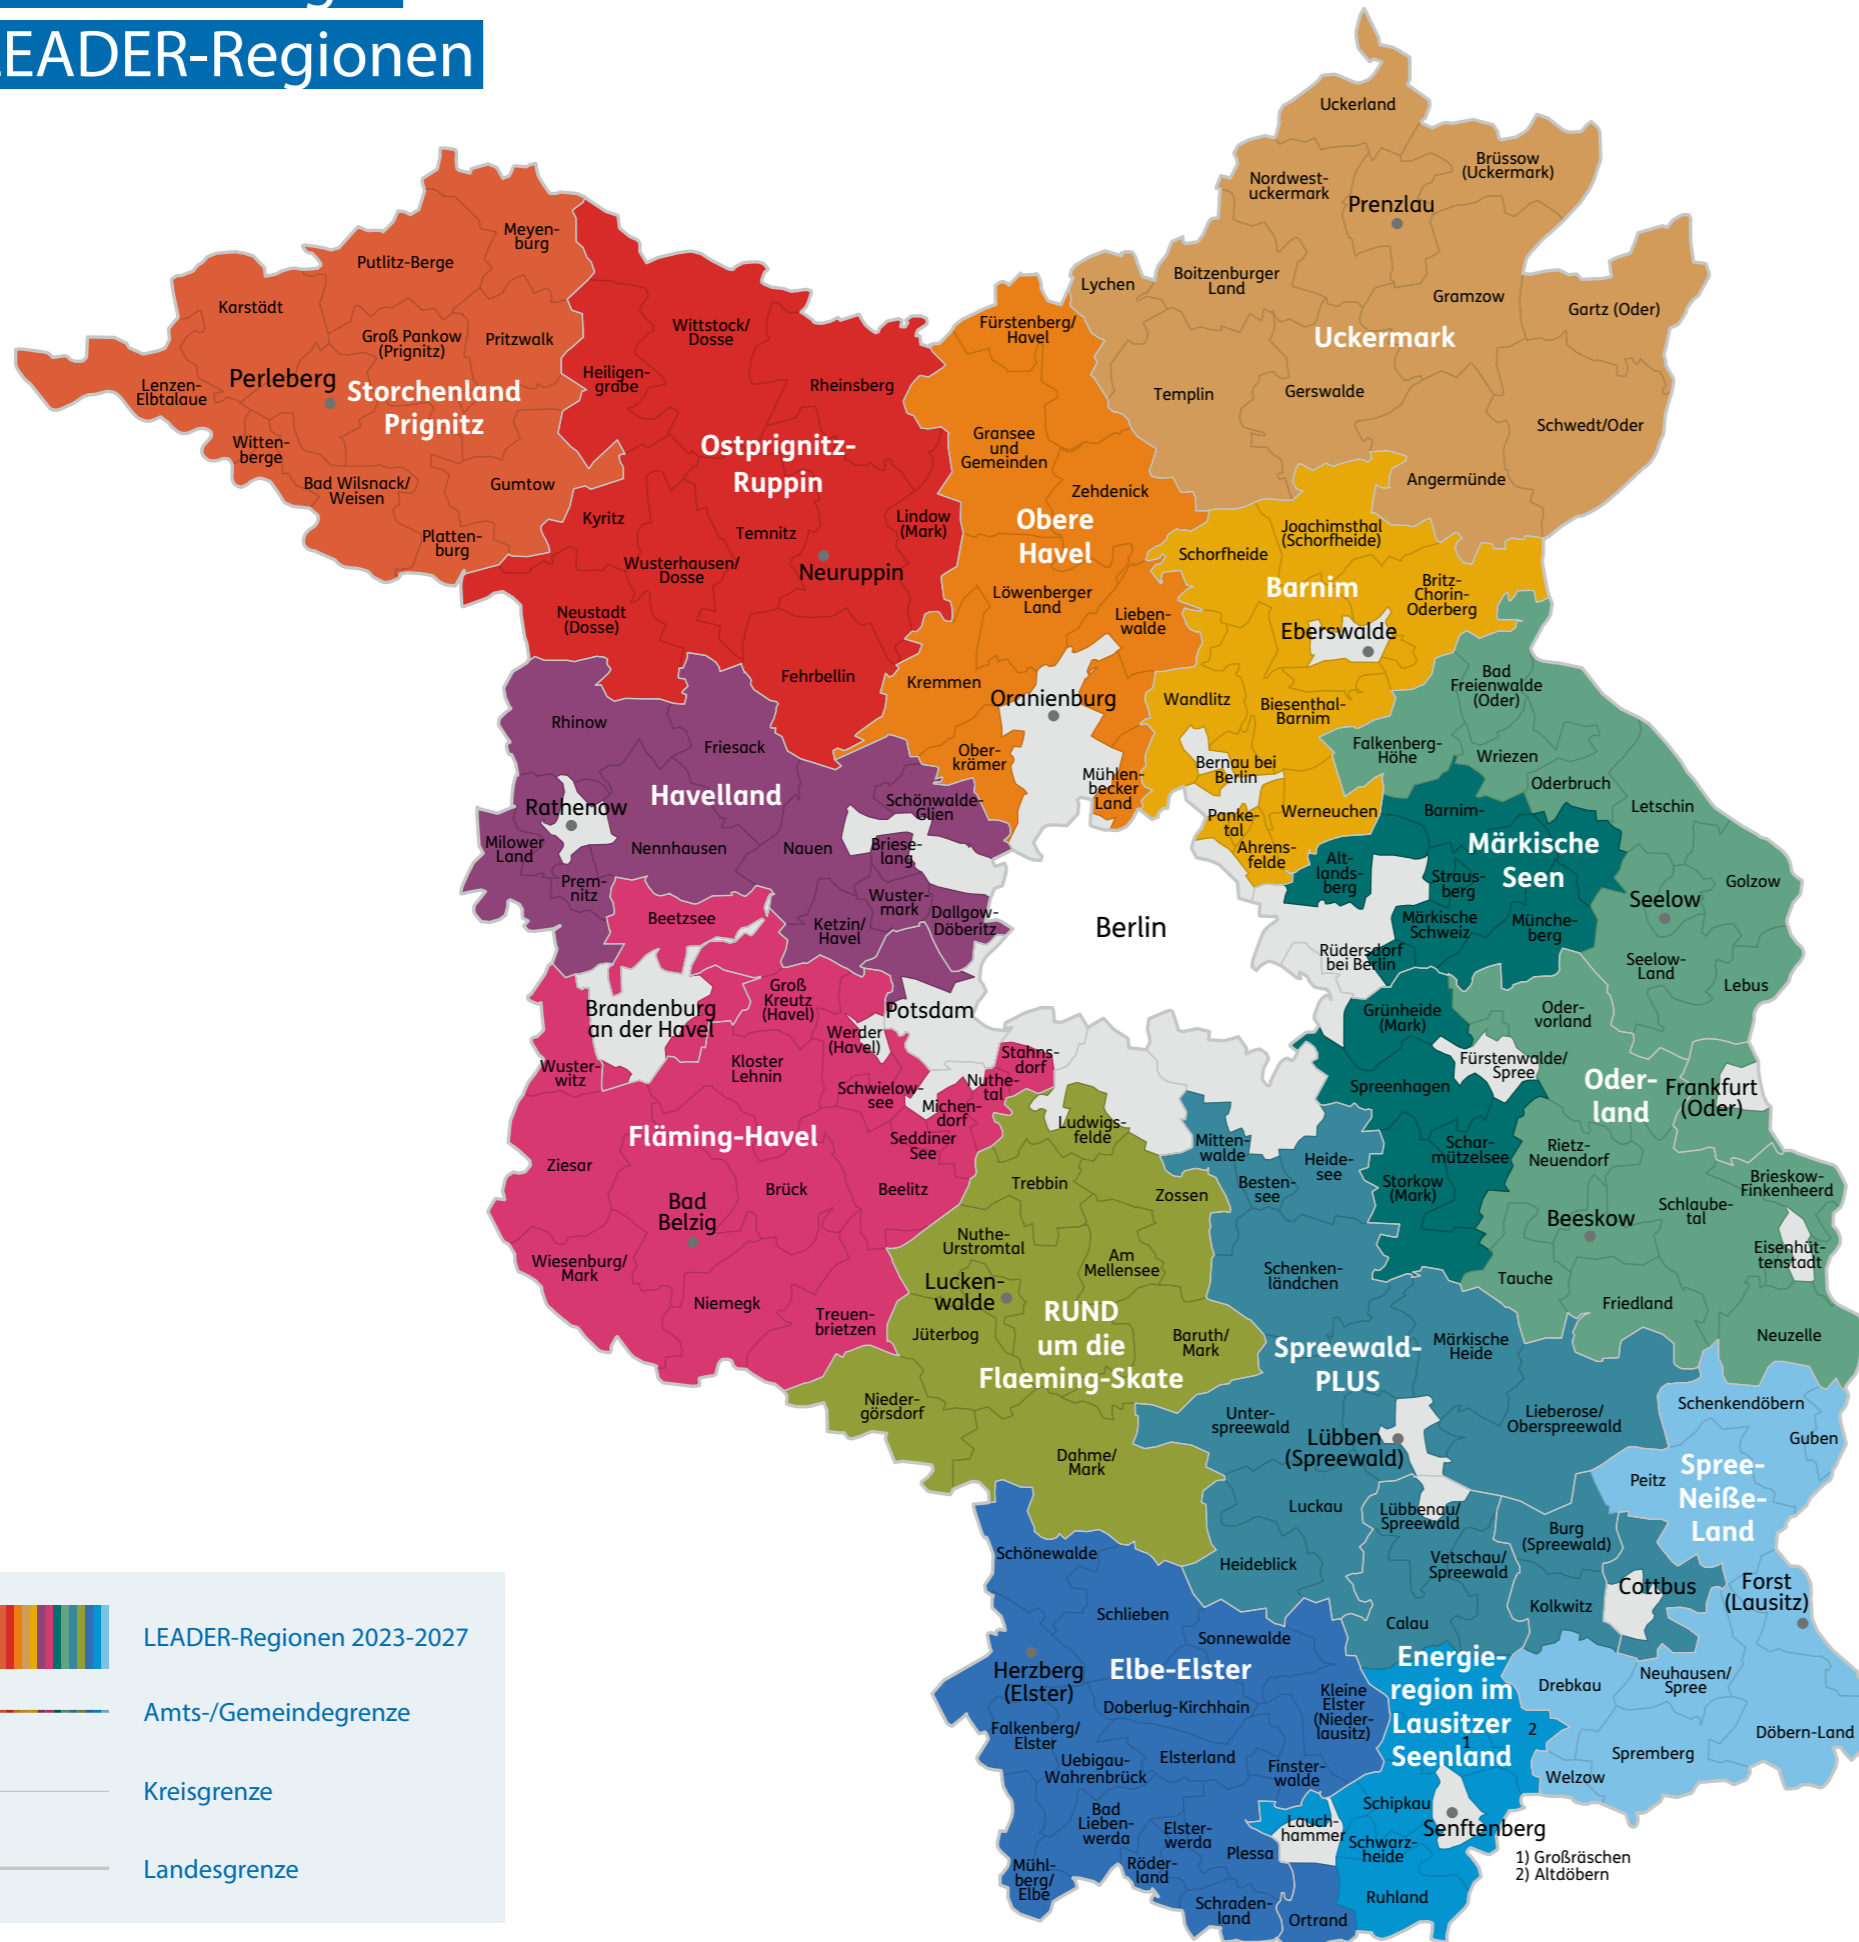 LEADER-Regionen
Uckerland
Brüssow
(Uckermark)
Nordwest-
uckermark
Prenzlau
Lychen
Boitzenburger
Land
Gramzow
Gartz (Oder)
Uckermark
Templin
Gerswalde
Schwedt/Oder
Angermünde
Meyen-
burg
Putlitz-Berge
Karstädt
Groß Pankow
(Prignitz)
Pritzwalk
Lenzen-
Elbtalaue
Perleberg
Storchenland
Prignitz
Witten-
berge
Bad Wilsnack/
Weisen
Gumtow
Platten-
burg
Wittstock/
Dosse
Heiligen-
grabe
Rheinsberg
Ostprignitz-
Ruppin
Kyritz
Temnitz
Lindow
(Mark)
Wusterhausen/
Dosse
Neuruppin
Neustadt
(Dosse)
Fehrbellin
Fürstenberg/
Havel
Gransee
und
Gemeinden
Zehdenick
Obere
Havel
Löwenberger
Land
Lieben-
walde
Kremmen
Oranienburg
Ober-
krämer
Mühlen-
becker
Land
Joachimsthal
(Schorfheide)
Schorfheide
Barnim
Britz-
Chorin-
Oderberg
Eberswalde
Wandlitz
Biesenthal-
Barnim
Bernau bei
Berlin
Panke-
tal
Werneuchen
Ahrens-
felde
Rhinow
Friesack
Havelland
Rathenow
Schönwalde-
Glien
Milower
Land
Nennhausen
Nauen
Briese-
lang
Prem-
nitz
Wuster-
mark
Dallgow-
Döberitz
Ketzin/
Havel
Berlin
Bad
Freienwalde
(Oder)
Falkenberg-
Höhe
Wriezen
Oderbruch
Letschin
Barnim-
Märkische
Seen
Alt-
lands-
berg
Straus-
berg
Märkische
Schweiz
Münche-
berg
Rüdersdorf
bei Berlin
Seelow
Golzow
Seelow-
Land
Lebus
Grünheide
(Mark)
Oder-
vorland
Fürstenwalde/
Spree
Spreenhagen
Oder-
land
Frankfurt
(Oder)
Schar-
mützelsee
Rietz-
Neuendorf
Storkow
(Mark)
Brieskow-
Finkenheerd
Schlaube-
tal
Beeskow
Eisenhüt-
tenstadt
Tauche
Friedland
Neuzelle
Beetzsee
Brandenburg
an der Havel
Groß
Kreutz
(Havel)
Potsdam
Werder
(Havel)
Wuster-
witz
Kloster
Lehnin
Stahns-
dorf
Nuthe-
tal
Schwielow-
see
Michen-
dorf
Fläming-Havel
Seddiner
See
Ziesar
Brück
Beelitz
Bad
Belzig
Wiesenburg/
Mark
Niemegk
Treuen-
brietzen
Ludwigs-
felde
Trebbin
Zossen
Nuthe-
Urstromtal
Am
Mellensee
Lucken-
walde
RUND
um die
Flaeming-Skate
Jüterbog
Baruth/
Mark
Nieder-
görsdorf
Dahme/
Mark
Mitten-
walde
Besten-
see
Heide-
see
Schenken-
ländchen
Spreewald-
PLUS
Märkische
Heide
Unter-
spreewald
Lübben
(Spreewald)
Lieberose/
Oberspreewald
Luckau
Lübbenau/
Spreewald
Burg
(Spreewald)
Heideblick
Vetschau/
Spreewald
Cottbus
Kolkwitz
Calau
Schenkendöbern
Guben
Peitz
Spree-
Neiße-
Land
Forst
(Lausitz)
Drebkau
Neuhausen/
Spree
Döbern-Land
Spremberg
Welzow
Schönewalde
Schlieben
Sonnewalde
Herzberg
(Elster)
Elbe-Elster
Doberlug-Kirchhain
Kleine
Elster
(Nieder-
lausitz)
Falkenberg/
Elster
Uebigau-
Wahrenbrück
Elsterland
Finster-
walde
Bad
Lieben-
werda
Elster-
werda
Plessa
Lauch-
hammer
Mühl-
berg/
Elbe
Röder-
land
Schraden-
land
Ortrand
Energie-
region im
Lausitzer
Seenland
1
2
Schipkau
Senftenberg
Schwarz-
heide
Ruhland
1) Großräschen
2) Altdöbern
LEADER-Regionen 2023-2027
Amts-/Gemeindegrenze
Kreisgrenze
Landesgrenze